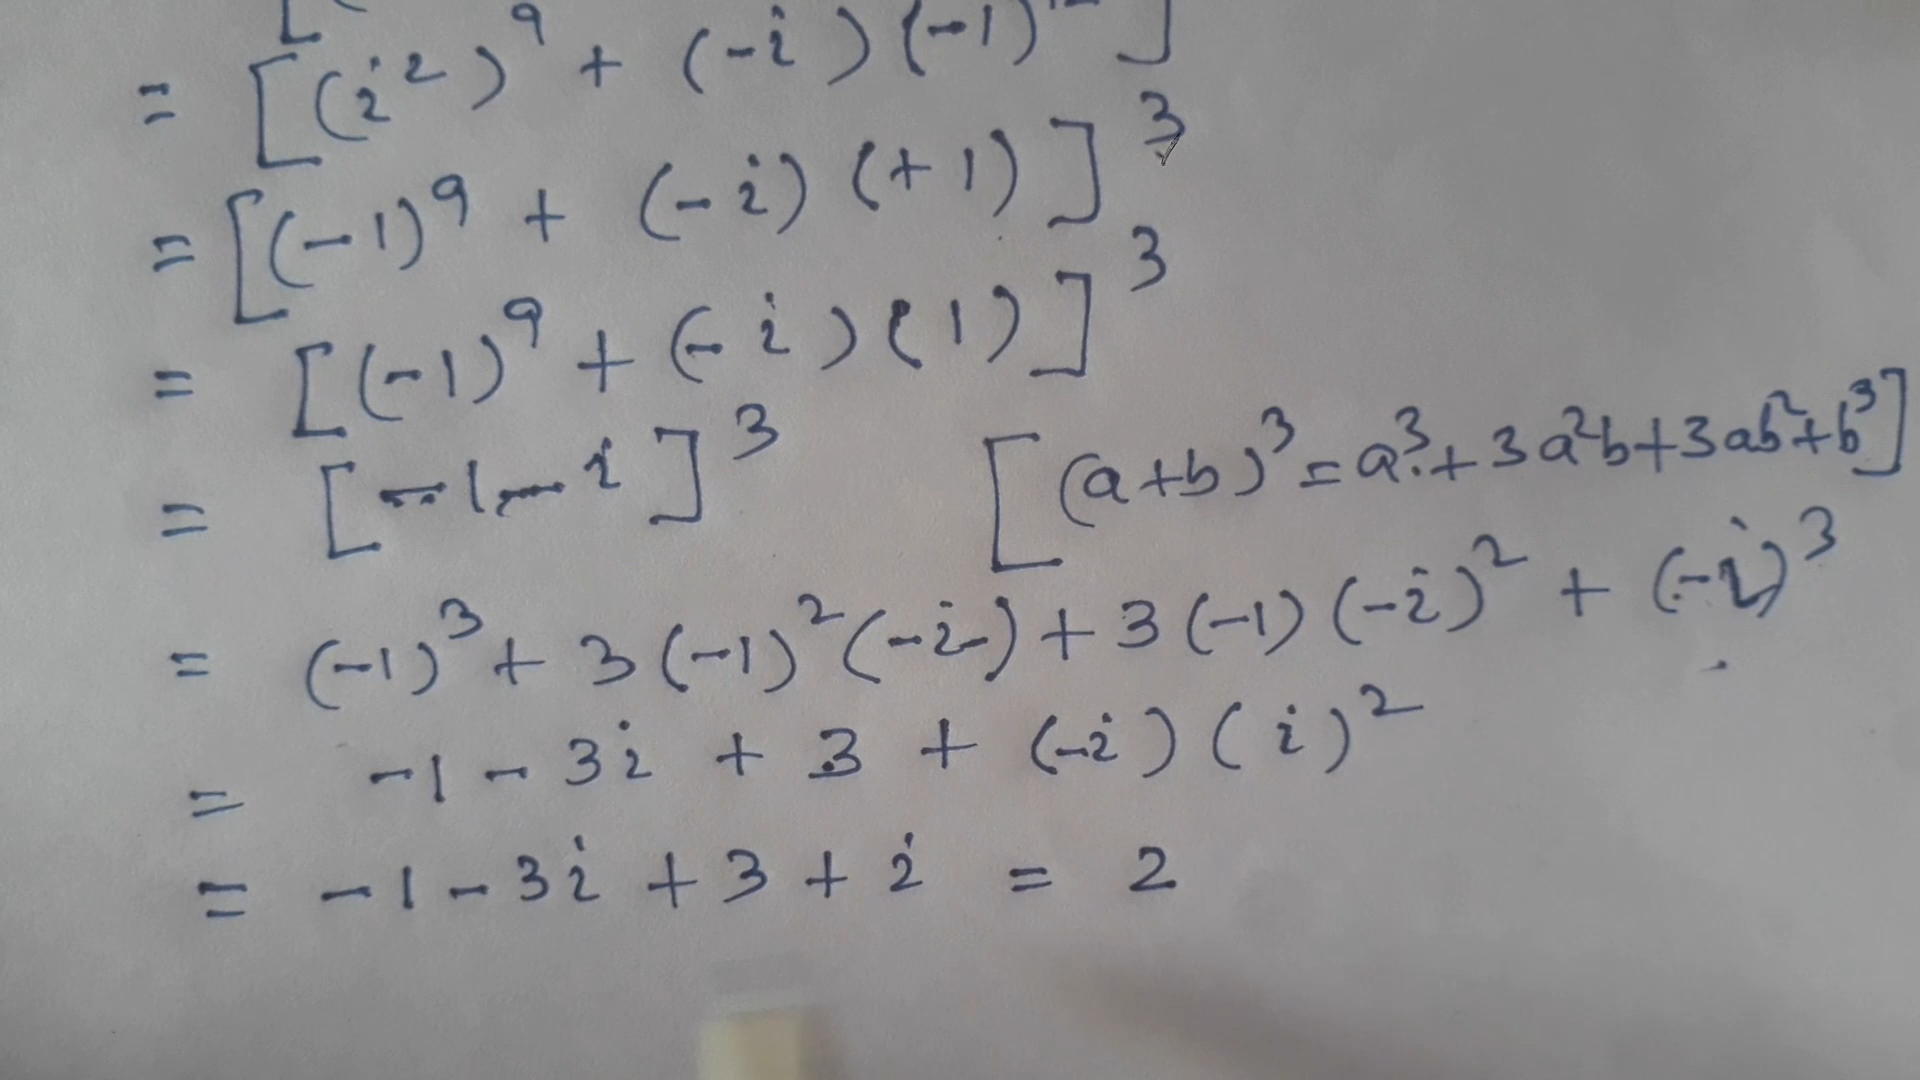 = [(i²)⁹ + (-i)(-1)]
= [(-1)⁹ + (-i)(+1)]³
= [(-1)⁹ + (-i)(1)]³
= [-1-i]³ [(a+b)³ = a³ + 3a²b + 3ab² + b³]
= (-1)³ + 3(-1)²(-i) + 3(-1)(-i)² + (-i)³
= -1 - 3i + 3 + (-i)(i)²
= -1 - 3i + 3 + i = 2